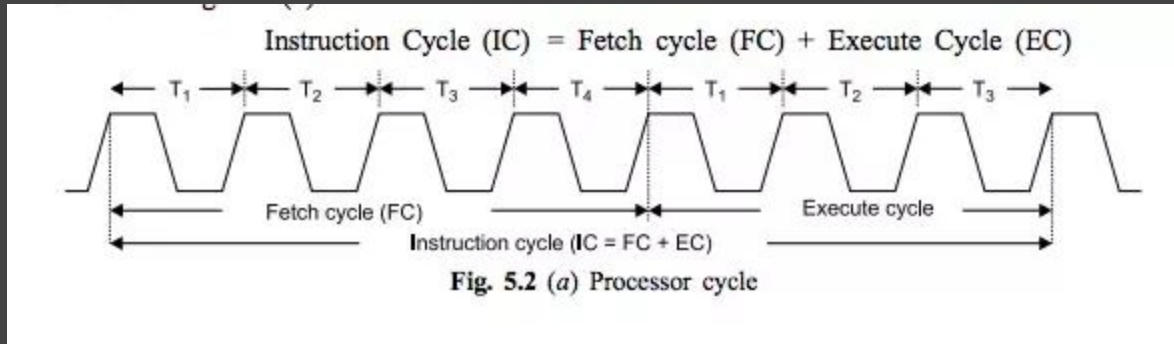 Instruction Cycle (IC) = Fetch cycle (FC) + Execute Cycle (EC)
T1 T2 T3 T4 T1 T2 T3
Fetch cycle (FC) Execute cycle
Instruction cycle (IC = FC + EC)
Fig. 5.2 (a) Processor cycle